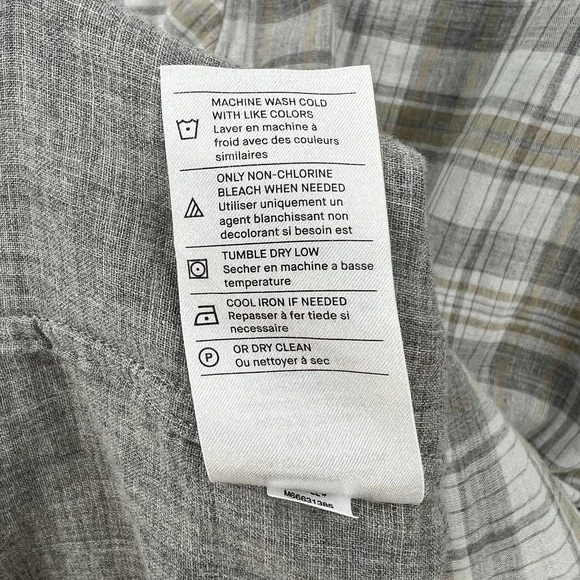 MACHINE WASH COLD
WITH LIKE COLORS
Laver en machine à
froid avec des couleurs
similaires
ONLY NON-CHLORINE
BLEACH WHEN NEEDED
Utiliser uniquement un
agent blanchissant non
decolorant si besoin est
TUMBLE DRY LOW
Secher en machine a basse
temperature
COOL IRON IF NEEDED
Repasser à fer tiede si
necessaire
P
OR DRY CLEAN
Ou nettoyer à sec